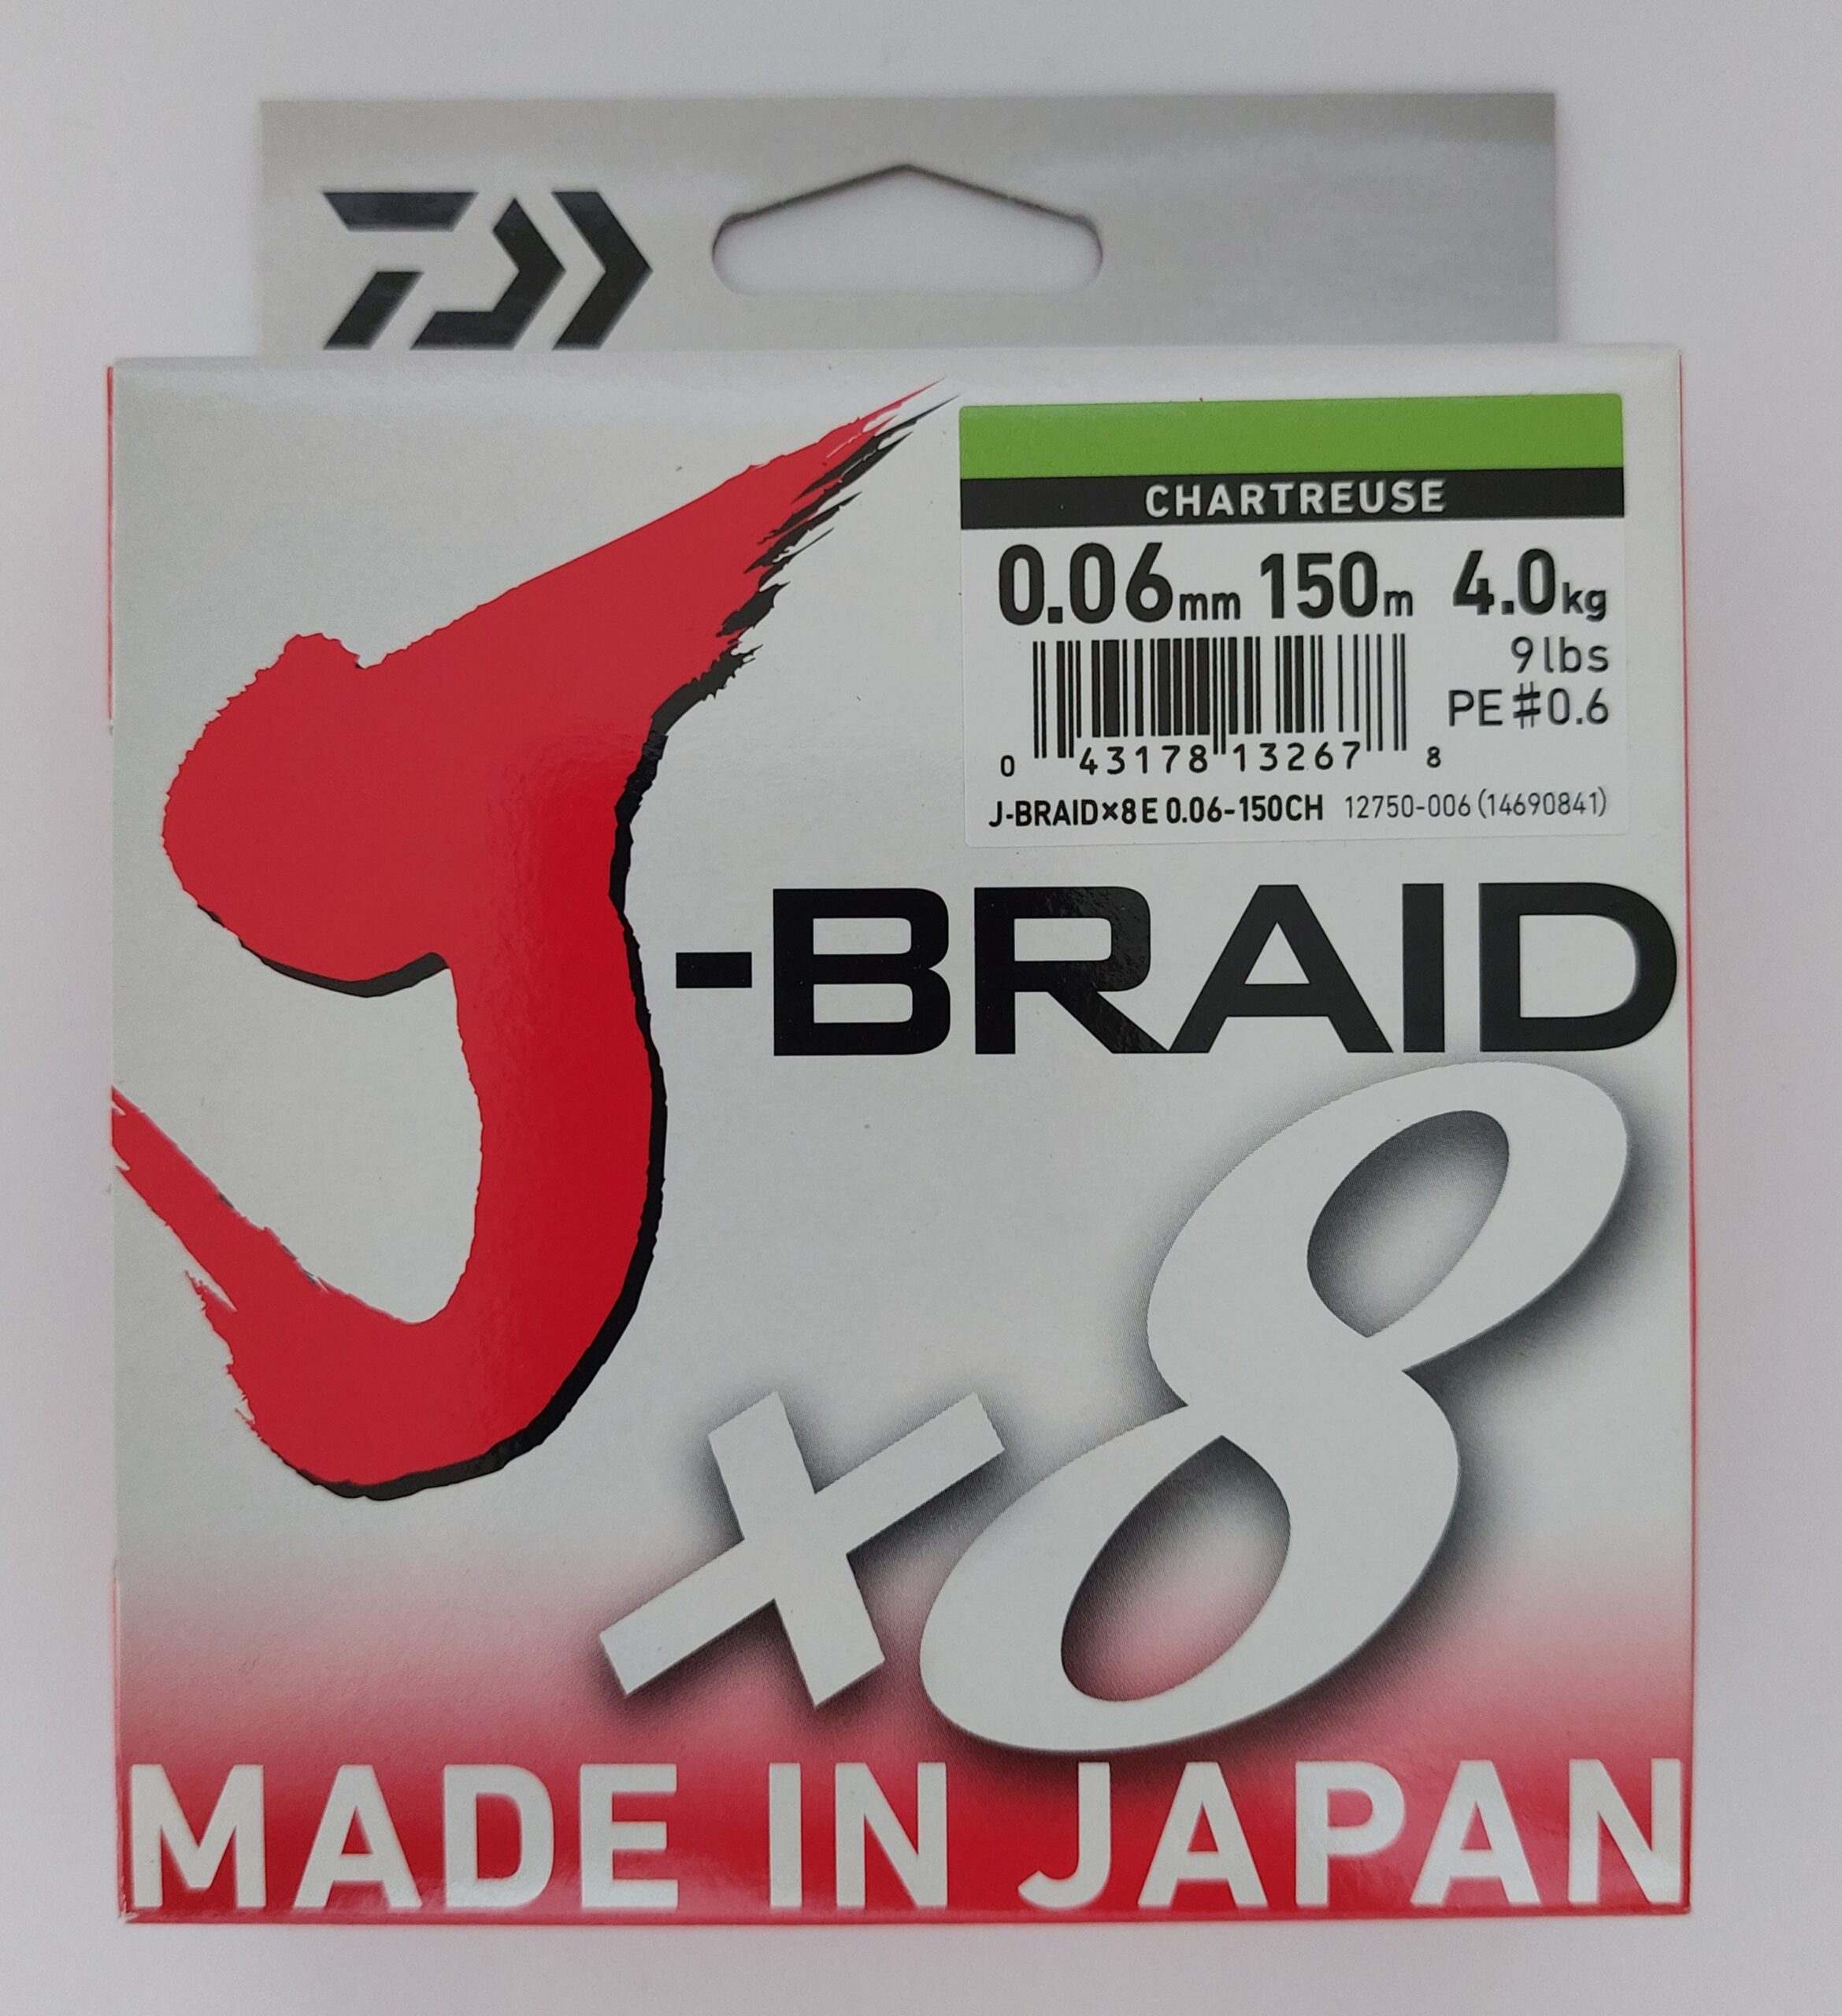 CHARTREUSE
0.06mm 150m 4.0kg
9lbs
PE#0.6
0 43178 13267 8
J-BRAID×8E 0.06-150CH 12750-006 (14690841)
J-BRAID
×8
MADE IN JAPAN